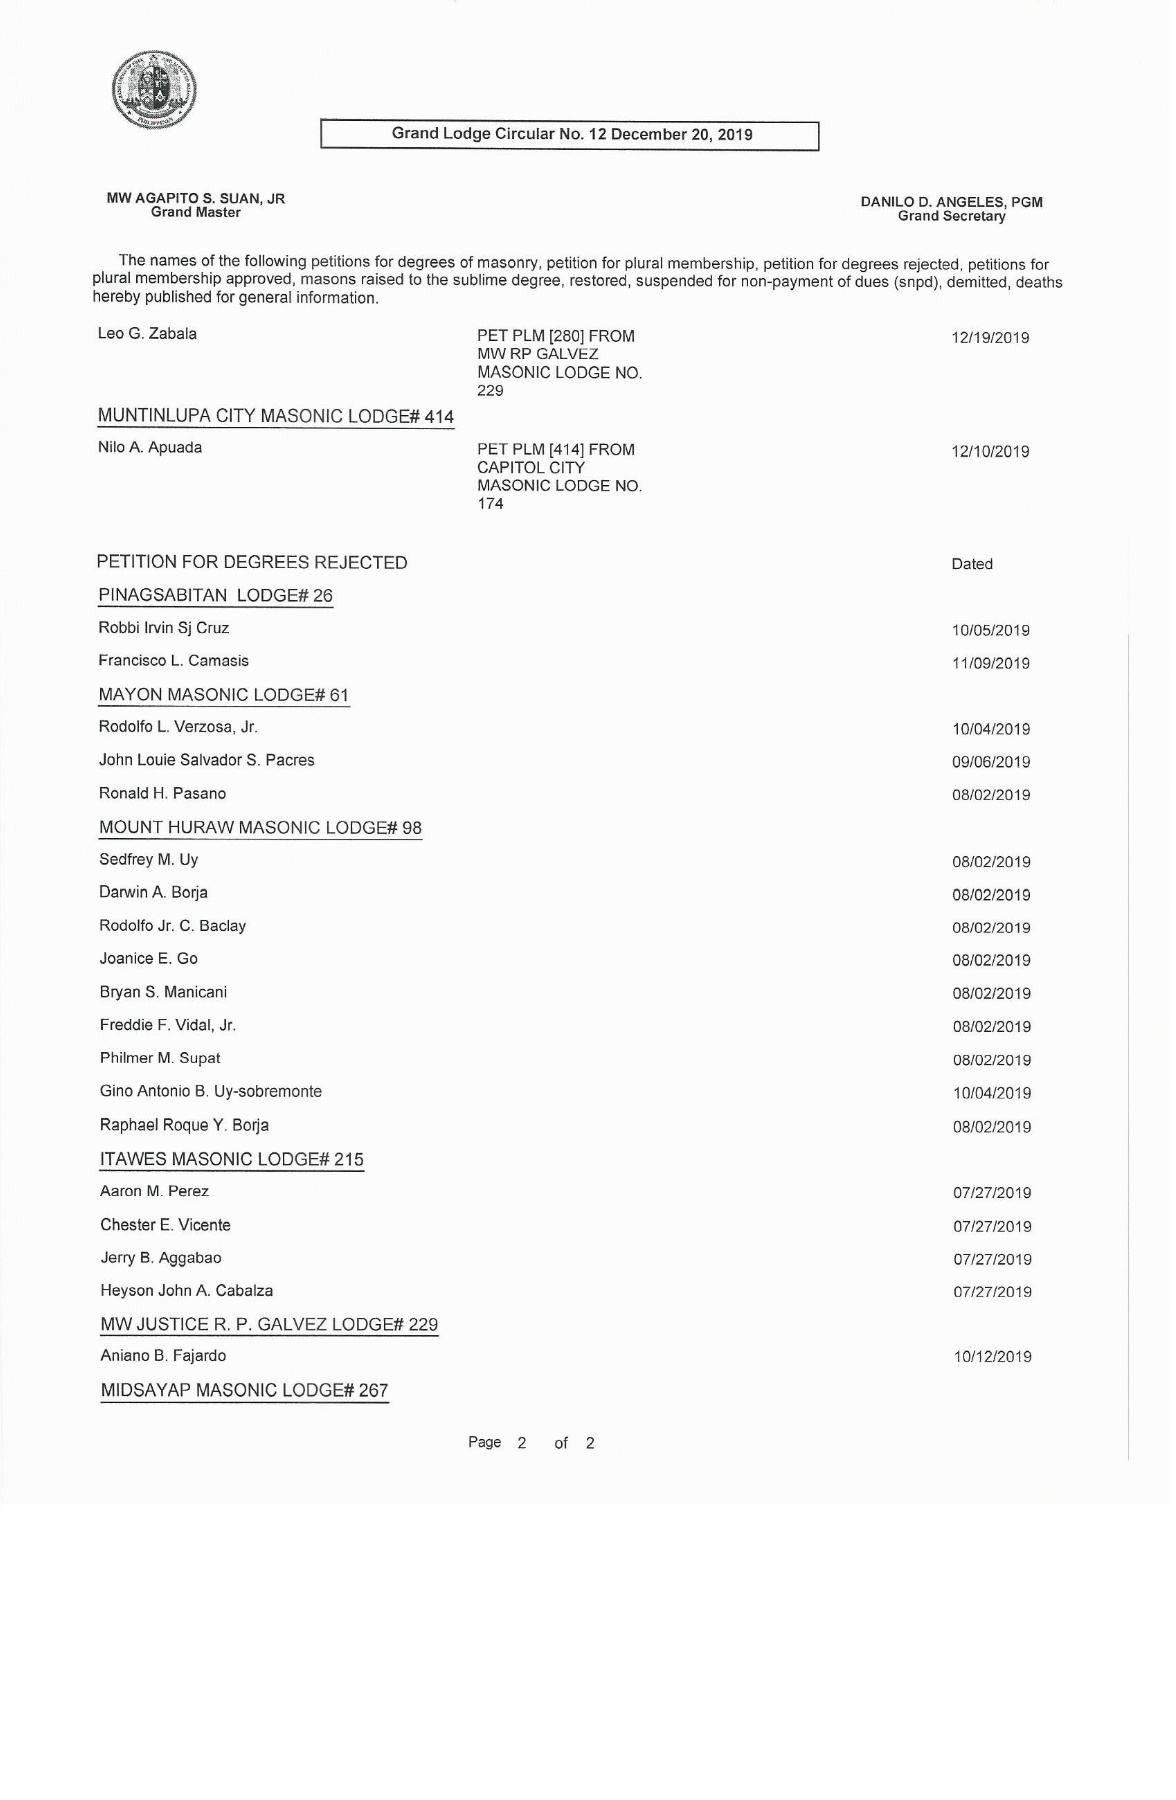 Grand Lodge Circular No. 12 December 20, 2019
MW AGAPITO S. SUAN, JR
Grand Master
DANILO D. ANGELES, PGM
Grand Secretary
The names of the following petitions for degrees of masonry, petition for plural membership, petition for degrees rejected, petitions for
plural membership approved, masons raised to the sublime degree, restored, suspended for non-payment of dues (snpd), demitted, deaths
hereby published for general information.
Leo G. Zabala PET PLM [280] FROM 12/19/2019
MW RP GALVEZ
MASONIC LODGE NO.
229
MUNTINLUPA CITY MASONIC LODGE# 414
Nilo A. Apuada PET PLM [414] FROM 12/10/2019
CAPITOL CITY
MASONIC LODGE NO.
174
PETITION FOR DEGREES REJECTED Dated
PINAGSABITAN LODGE# 26
Robbi Irvin Sj Cruz 10/05/2019
Francisco L. Camasis 11/09/2019
MAYON MASONIC LODGE# 61
Rodolfo L. Verzosa, Jr. 10/04/2019
John Louie Salvador S. Pacres 09/06/2019
Ronald H. Pasano 08/02/2019
MOUNT HURAW MASONIC LODGE# 98
Sedfrey M. Uy 08/02/2019
Darwin A. Borja 08/02/2019
Rodolfo Jr. C. Baclay 08/02/2019
Joanice E. Go 08/02/2019
Bryan S. Manicani 08/02/2019
Freddie F. Vidal, Jr. 08/02/2019
Philmer M. Supat 08/02/2019
Gino Antonio B. Uy-sobremonte 10/04/2019
Raphael Roque Y. Borja 08/02/2019
ITAWES MASONIC LODGE# 215
Aaron M. Perez 07/27/2019
Chester E. Vicente 07/27/2019
Jerry B. Aggabao 07/27/2019
Heyson John A. Cabalza 07/27/2019
MW JUSTICE R. P. GALVEZ LODGE# 229
Aniano B. Fajardo 10/12/2019
MIDSAYAP MASONIC LODGE# 267
Page 2 of 2